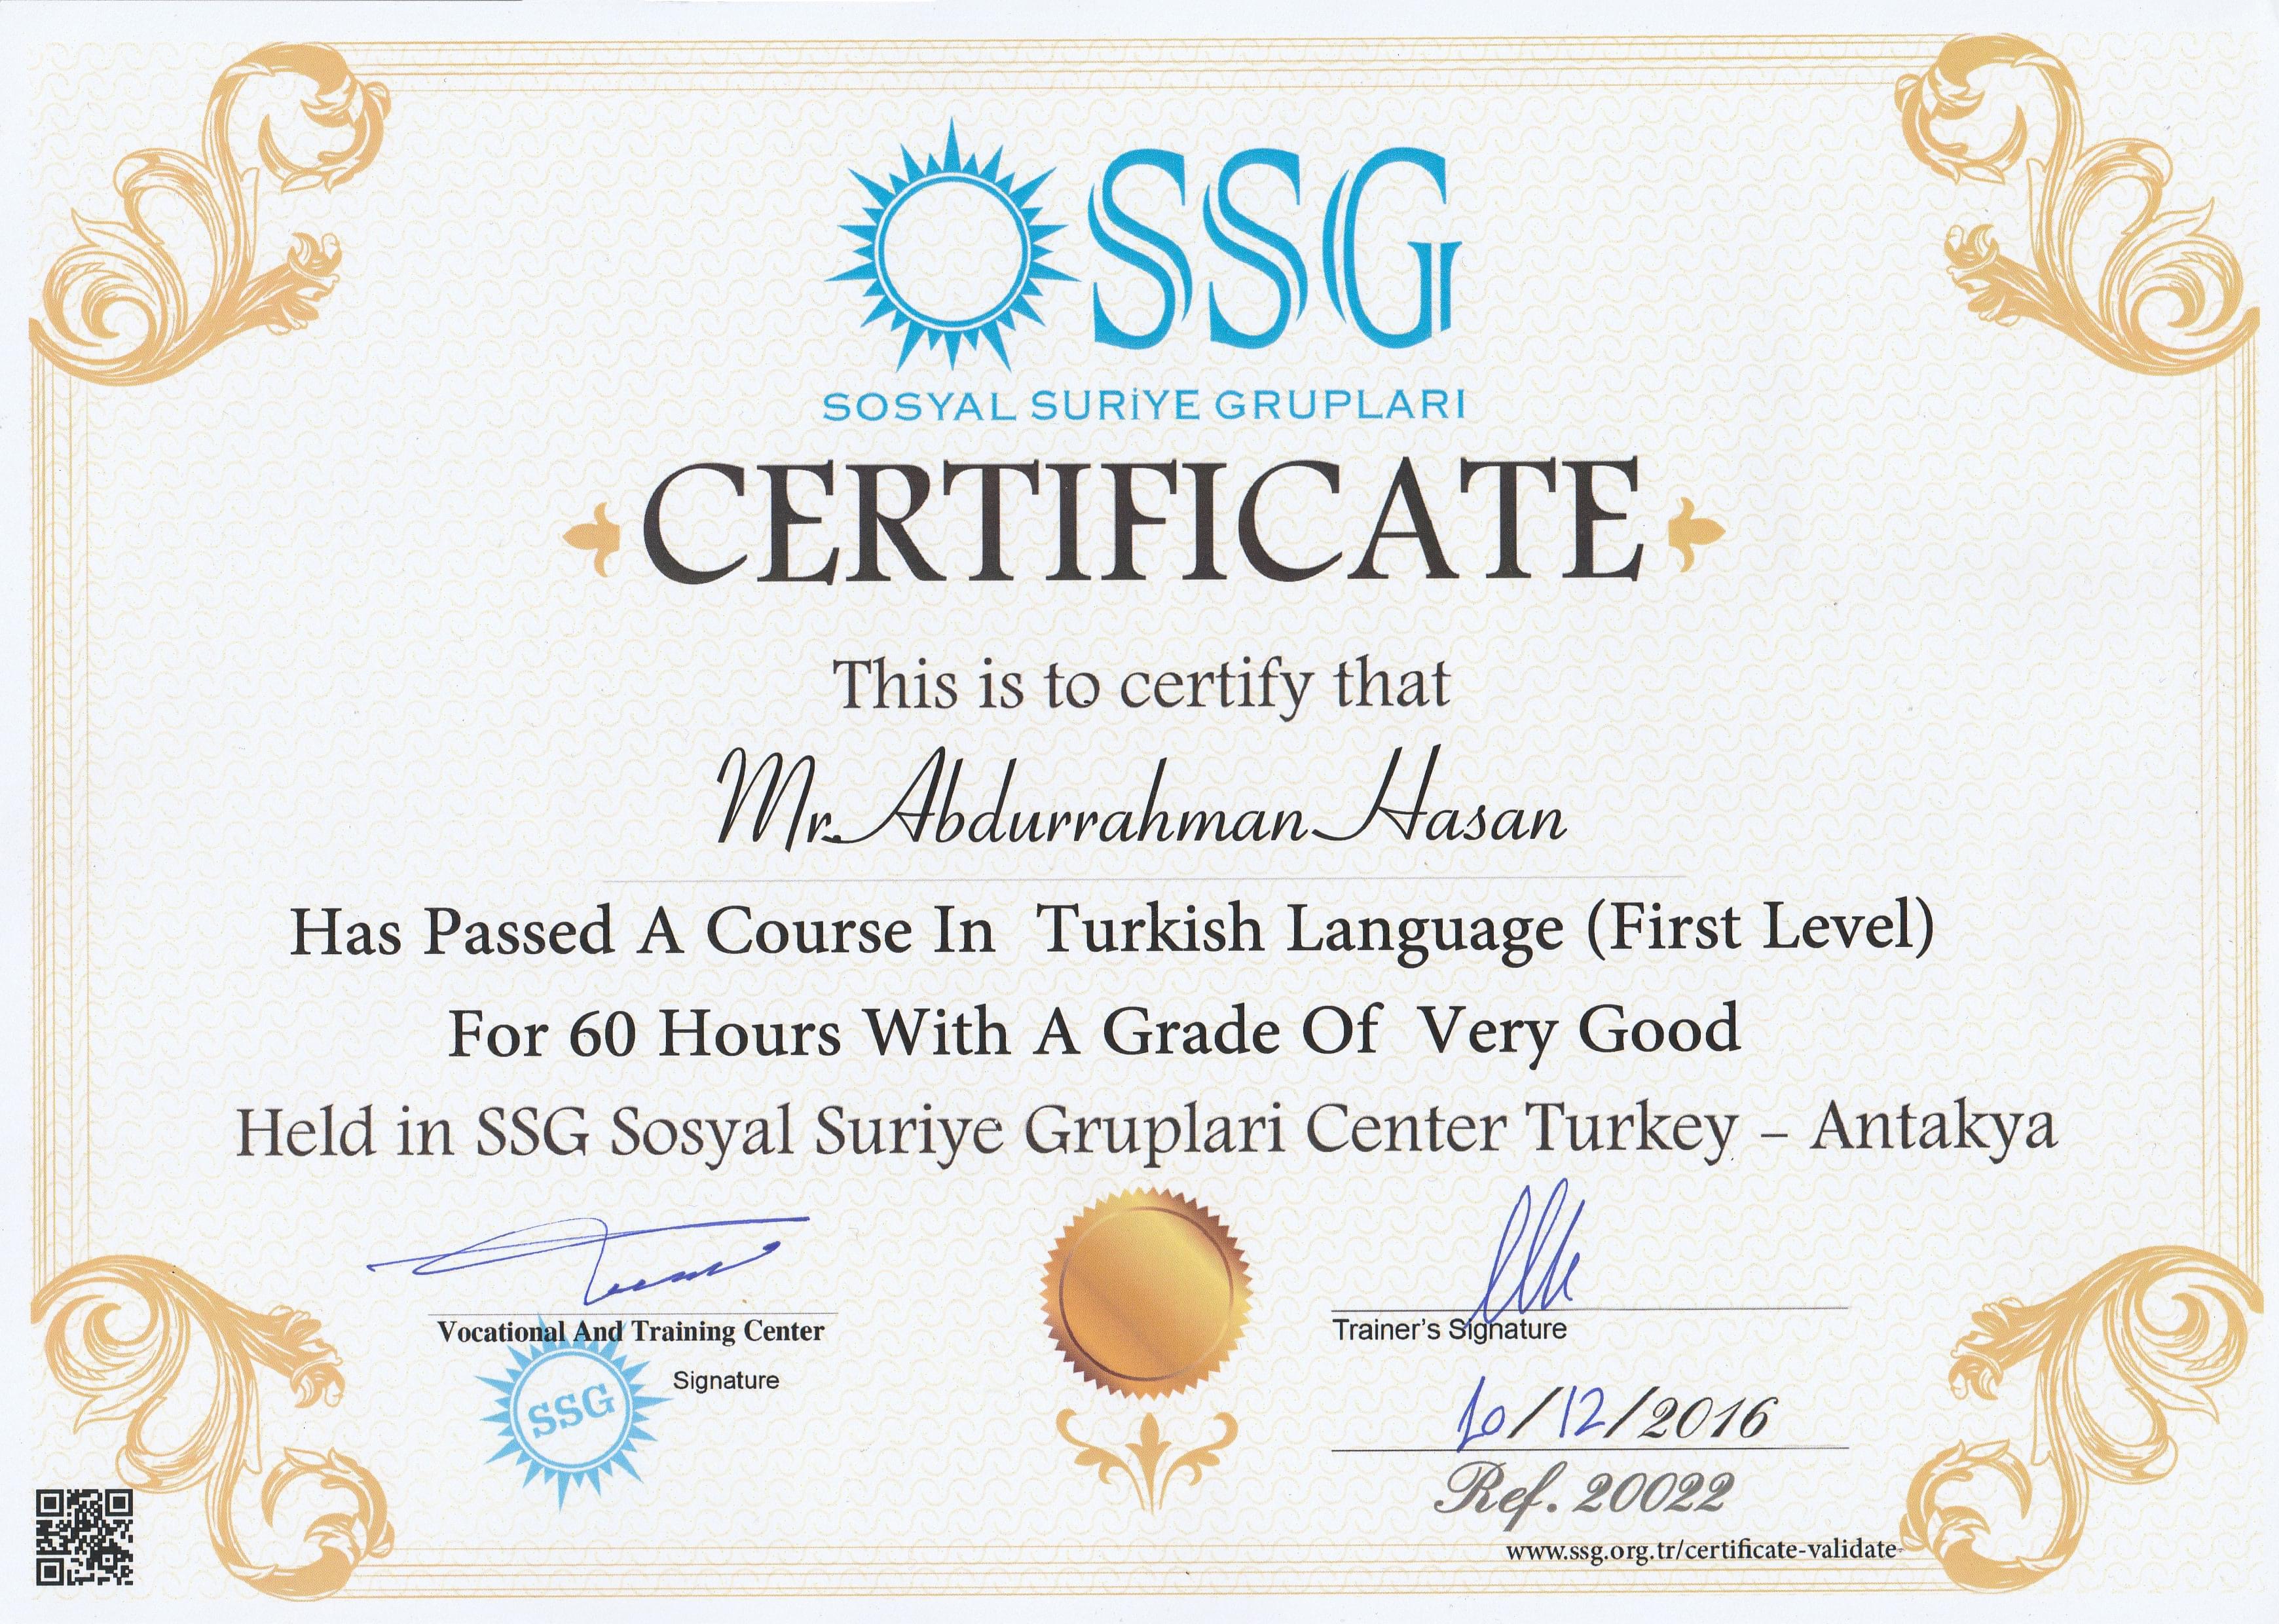 SSG
SOSYAL SURİYE GRUPLARI
CERTIFICATE
This is to certify that
Mr. Abdurrahman Hasan
Has Passed A Course In Turkish Language (First Level)
For 60 Hours With A Grade Of Very Good
Held in SSG Sosyal Suriye Gruplari Center Turkey – Antakya
Vocational And Training Center
Signature
SSG
Trainer's Signature
10/12/2016
Ref. 20022
www.ssg.org.tr/certificate-validate